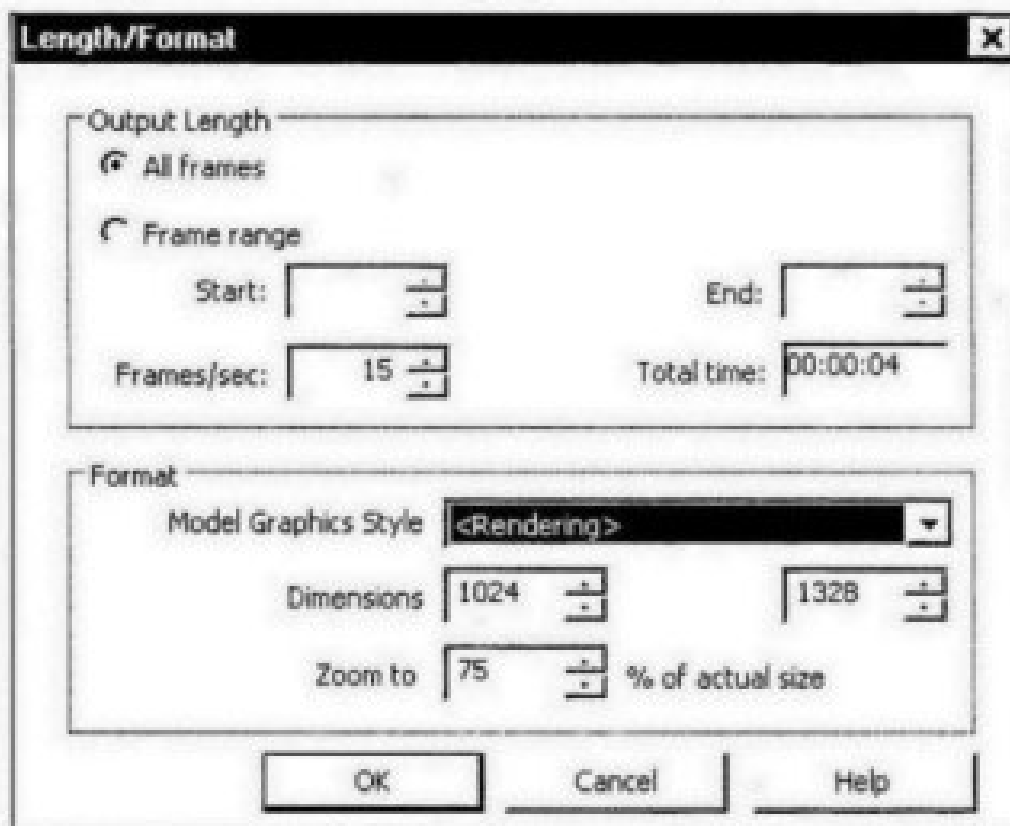 Length/Format
Output Length
All frames
Frame range
Start:
End:
Frames/sec: 15
Total time: 00:00:04
Format
Model Graphics Style <Rendering>
Dimensions 1024 1328
Zoom to 75 % of actual size
OK Cancel Help